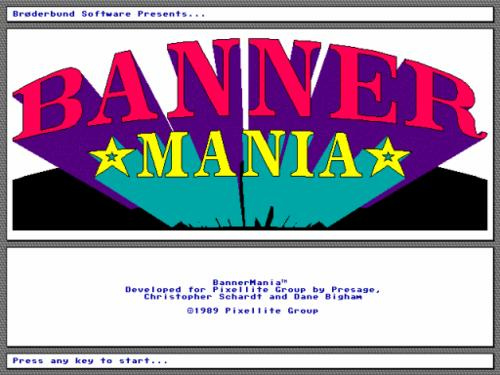 Brøderbund Software Presents...
BANNER
MANIA
BannerMania™
Developed for Pixellite Group by Presage,
Christopher Schardt and Dane Bigham
©1989 Pixellite Group
Press any key to start...